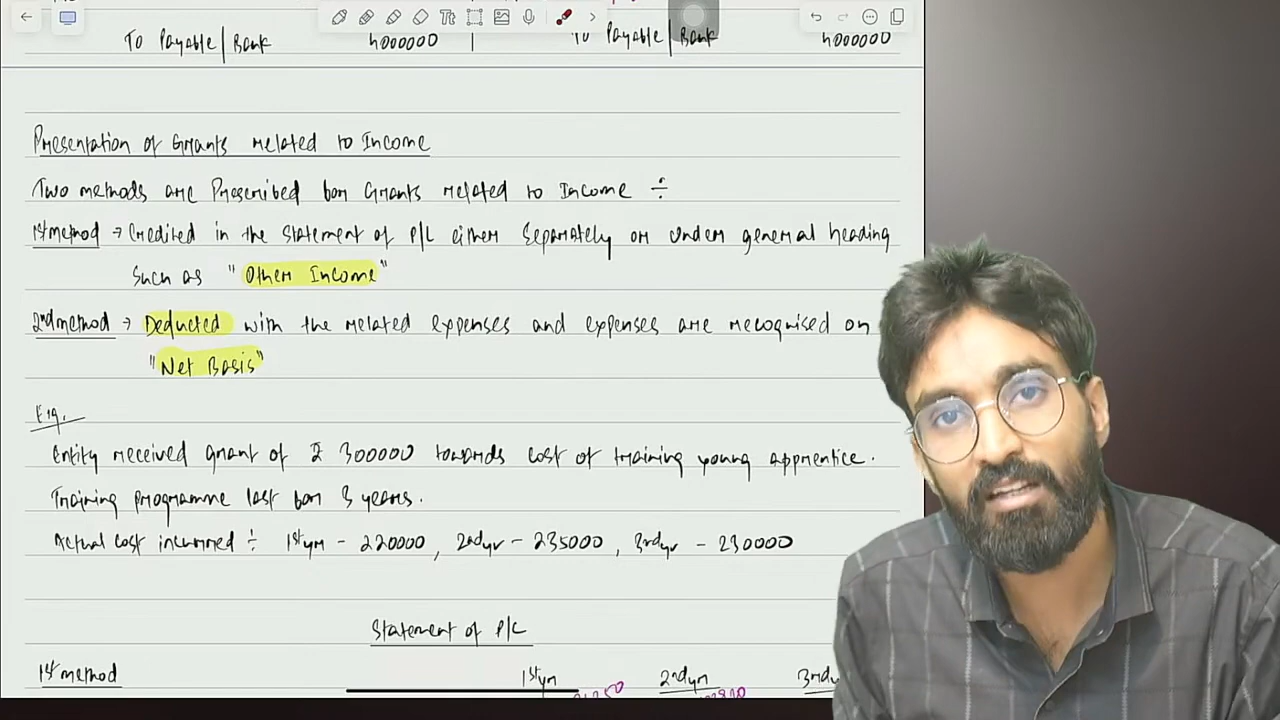 To Payable/Bank 4000000 | To Payable/Bank 4000000
Presentation of Grants related to Income
Two methods are Prescribed for Grants related to Income ÷
1st method → Credited in the Statement of P/L either Separately or under general heading
Such as "Other Income"
2nd method → Deducted with the related expenses and expenses are recognised on
"Net Basis"
Eg.
Entity received grant of ₹ 300000 towards cost of training young apprentice.
Training programme last for 3 years.
Actual cost incurred ÷ 1st yr - 220000, 2nd yr - 235000, 3rd yr - 230000
Statement of P/L
1st method 1st yr 2nd yr